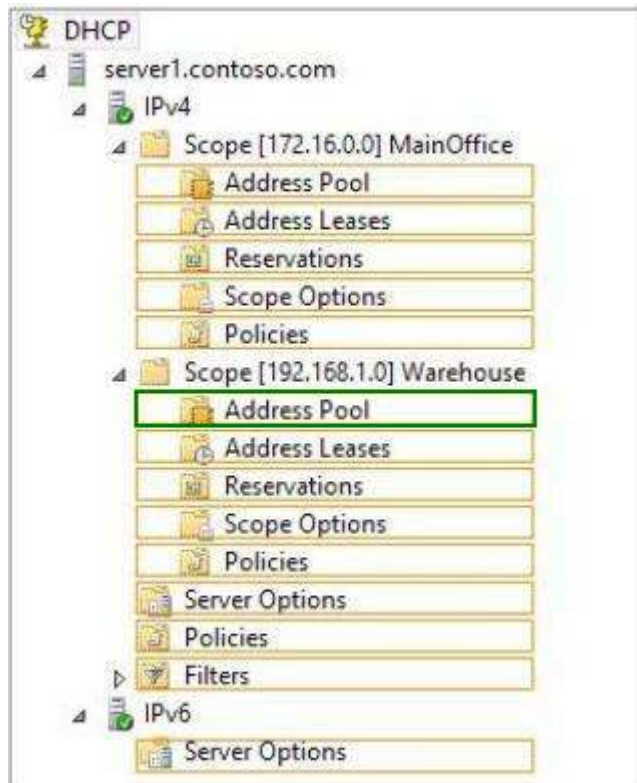 DHCP
server1.contoso.com
IPv4
Scope [172.16.0.0] MainOffice
Address Pool
Address Leases
Reservations
Scope Options
Policies
Scope [192.168.1.0] Warehouse
Address Pool
Address Leases
Reservations
Scope Options
Policies
Server Options
Policies
Filters
IPv6
Server Options